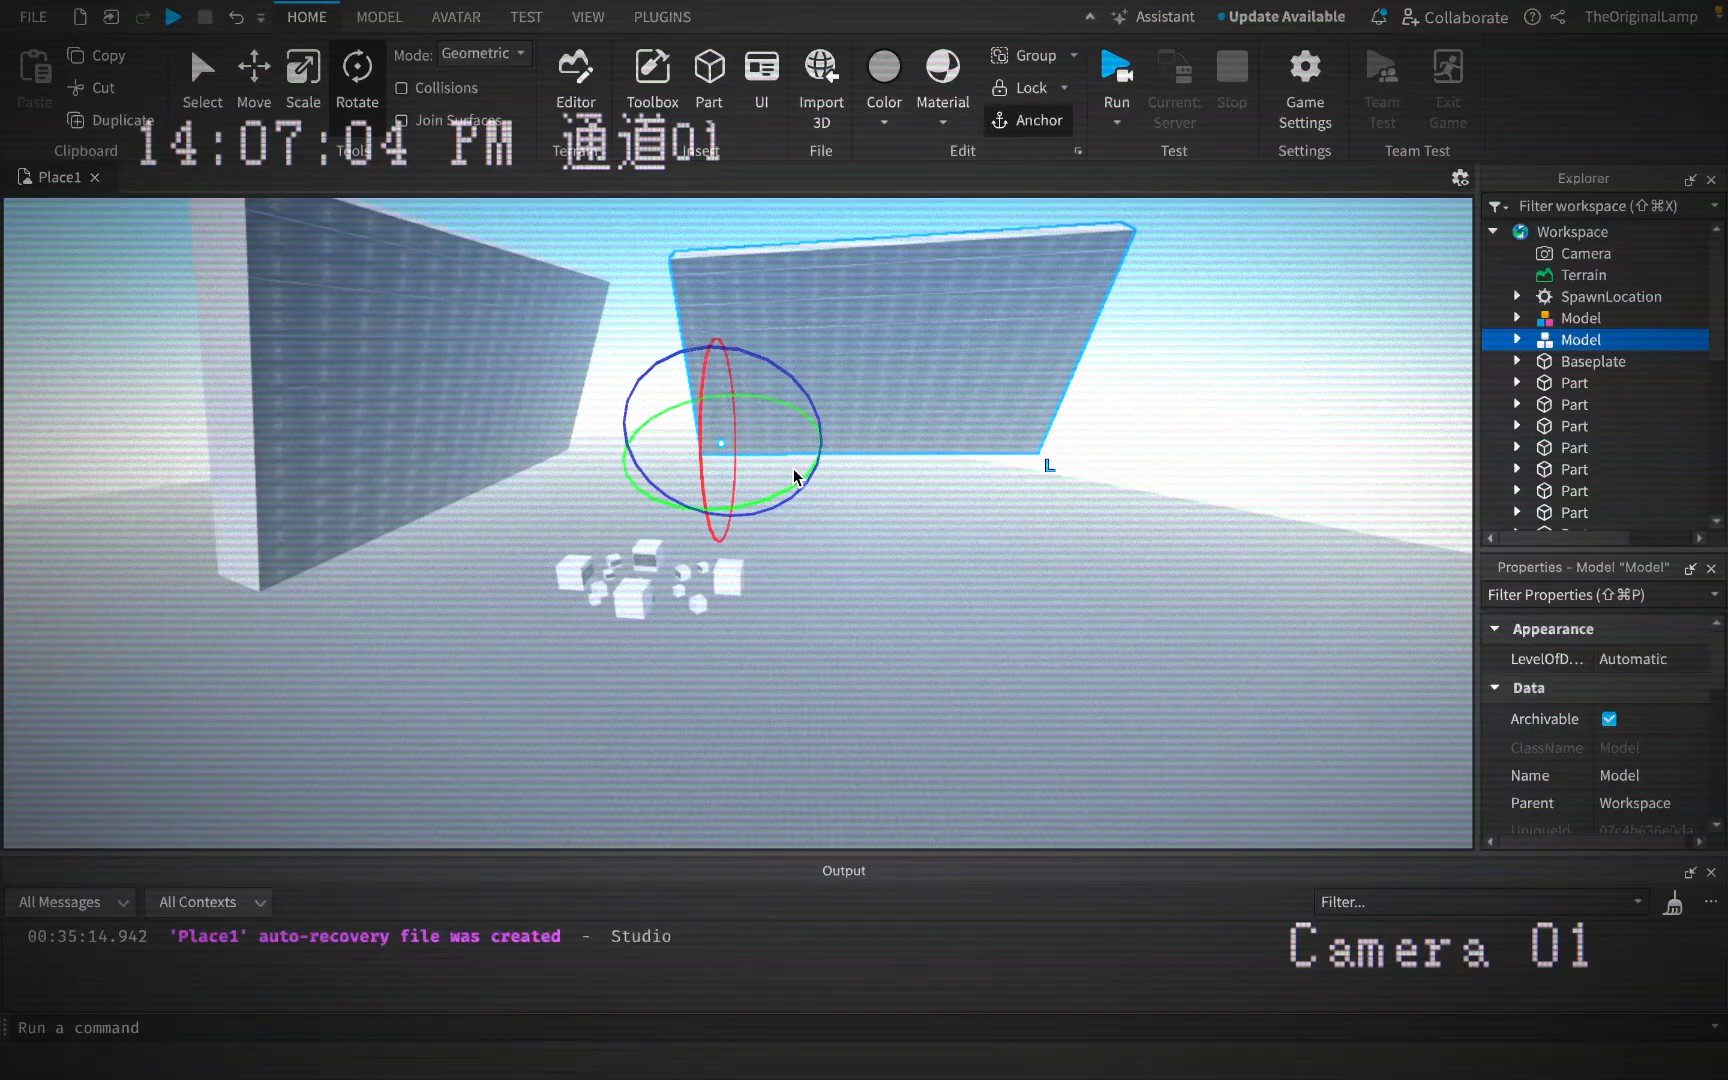 FILE HOME MODEL AVATAR TEST VIEW PLUGINS Assistant Update Available Collaborate TheOriginalLamp
Paste Copy Cut Duplicate
Clipboard
Select Move Scale Rotate
Mode: Geometric
Collisions
Join Surfaces
Tools
Editor
Terrain
Toolbox Part UI
Insert
Import 3D
File
Color Material
Group
Lock
Anchor
Edit
Run Current: Server Stop
Test
Game Settings
Settings
Team Test Exit Game
Team Test
14:07:04 PM 通道01
Place1
Explorer
Filter workspace (⇧⌘X)
Workspace
Camera
Terrain
SpawnLocation
Model
Model
Baseplate
Part
Part
Part
Part
Part
Part
Part
L
Properties - Model "Model"
Filter Properties (⇧⌘P)
Appearance
LevelOfD... Automatic
Data
Archivable
ClassName Model
Name Model
Parent Workspace
UniqueId
Output
All Messages All Contexts Filter...
00:35:14.942 'Place1' auto-recovery file was created - Studio
Camera 01
Run a command